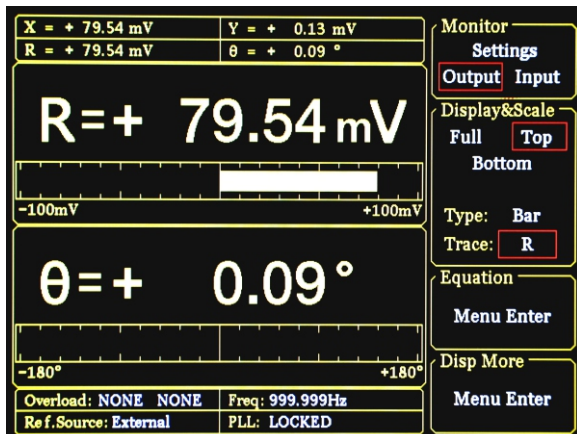 X = + 79.54 mV Y = + 0.13 mV
R = + 79.54 mV θ = + 0.09 °
R=+ 79.54 mV
-100mV +100mV
θ=+ 0.09 °
-180° +180°
Overload: NONE NONE Freq: 999.999Hz
Ref.Source: External PLL: LOCKED
Monitor
Settings
Output Input
Display&Scale
Full Top
Bottom
Type: Bar
Trace: R
Equation
Menu Enter
Disp More
Menu Enter